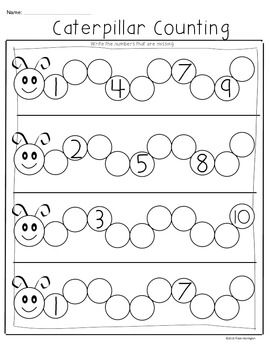 Name:
Caterpillar Counting
Write the numbers that are missing
1 4 7 9
2 5 8
3 10
1 7